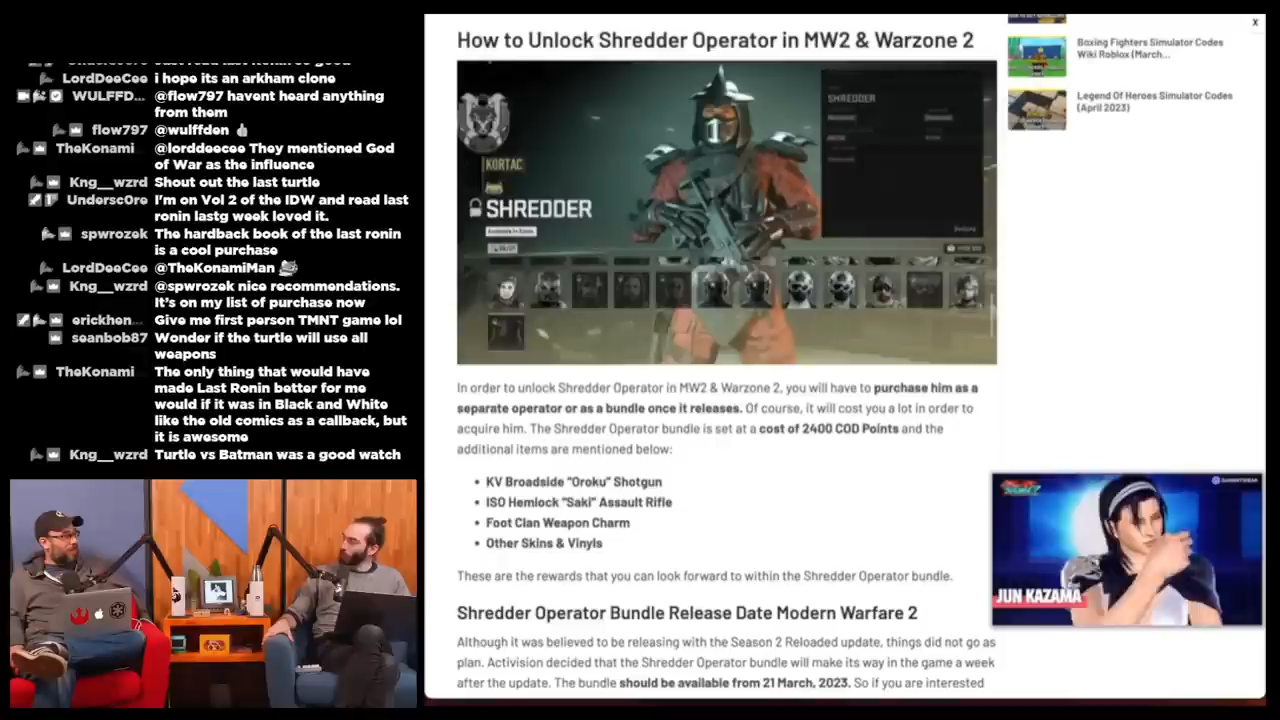 LordDeeCee i hope its an arkham clone
WULFFD... @flow797 havent heard anything
from them
flow797 @wulffden
TheKonami @lorddeecee They mentioned God
of War as the influence
Kng__wzrd Shout out the last turtle
UnderscOre I'm on Vol 2 of the IDW and read last
ronin lastg week loved it.
spwrozek The hardback book of the last ronin
is a cool purchase
LordDeeCee @TheKonamiMan
Kng__wzrd @spwrozek nice recommendations.
It's on my list of purchase now
erickhen... Give me first person TMNT game lol
seanbob87 Wonder if the turtle will use all
weapons
TheKonami The only thing that would have
made Last Ronin better for me
would if it was in Black and White
like the old comics as a callback, but
it is awesome
Kng__wzrd Turtle vs Batman was a good watch
How to Unlock Shredder Operator in MW2 & Warzone 2
KORTAC
SHREDDER
SHREDDER
In order to unlock Shredder Operator in MW2 & Warzone 2, you will have to purchase him as a
separate operator or as a bundle once it releases. Of course, it will cost you a lot in order to
acquire him. The Shredder Operator bundle is set at a cost of 2400 COD Points and the
additional items are mentioned below:
• KV Broadside "Oroku" Shotgun
• ISO Hemlock "Saki" Assault Rifle
• Foot Clan Weapon Charm
• Other Skins & Vinyls
These are the rewards that you can look forward to within the Shredder Operator bundle.
Shredder Operator Bundle Release Date Modern Warfare 2
Although it was believed to be releasing with the Season 2 Reloaded update, things did not go as
plan. Activision decided that the Shredder Operator bundle will make its way in the game a week
after the update. The bundle should be available from 21 March, 2023. So if you are interested
X
Boxing Fighters Simulator Codes
Wiki Roblox (March...
Legend Of Heroes Simulator Codes
(April 2023)
JUN KAZAMA